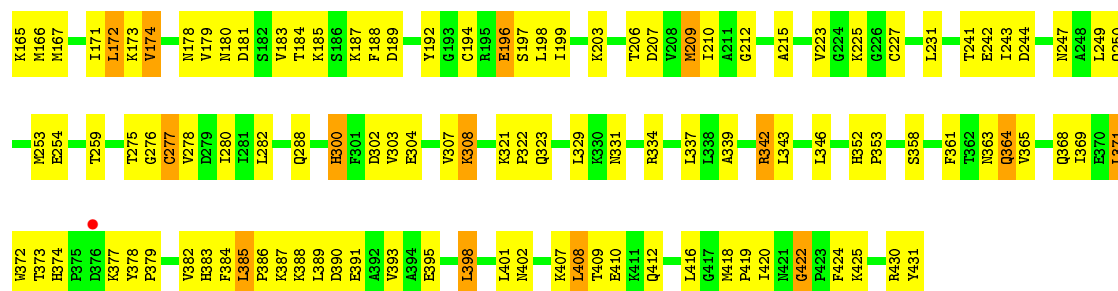 K165 M166 M167 I171 L172 K173 V174 N178 V179 N180 D181 S182 V183 T184 K185 S186 K187 F188 D189 Y192 G193 C194 R195 E196 S197 L198 I199 K203 T206 D207 V208 M209 I210 A211 G212 A215 V223 G224 K225 G226 C227 L231 T241 E242 I243 D244 N247 A248 L249 Q250
M253 E254 T259 T275 G276 C277 V278 D279 I280 I281 L282 Q288 H300 F301 D302 V303 E304 V307 K308 K321 P322 Q323 L329 K330 N331 R334 L337 L338 A339 R342 L343 L346 H352 P353 S358 F361 T362 N363 Q364 V365 Q368 I369 E370 L371
W372 T373 H374 P375 D376 K377 Y378 P379 V382 H383 F384 L385 P386 K387 K388 L389 D390 E391 A392 V393 A394 E395 L398 L401 N402 K407 L408 T409 E410 K411 Q412 L416 G417 M418 P419 I420 N421 G422 P423 F424 K425 R430 Y431